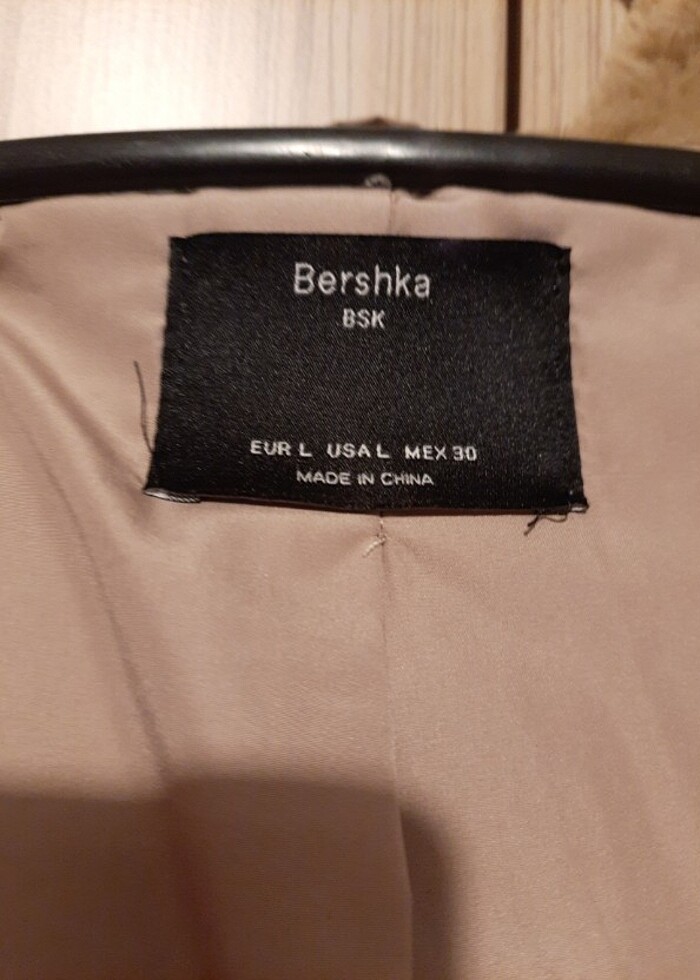 Bershka
BSK
EUR L USA L MEX 30
MADE IN CHINA